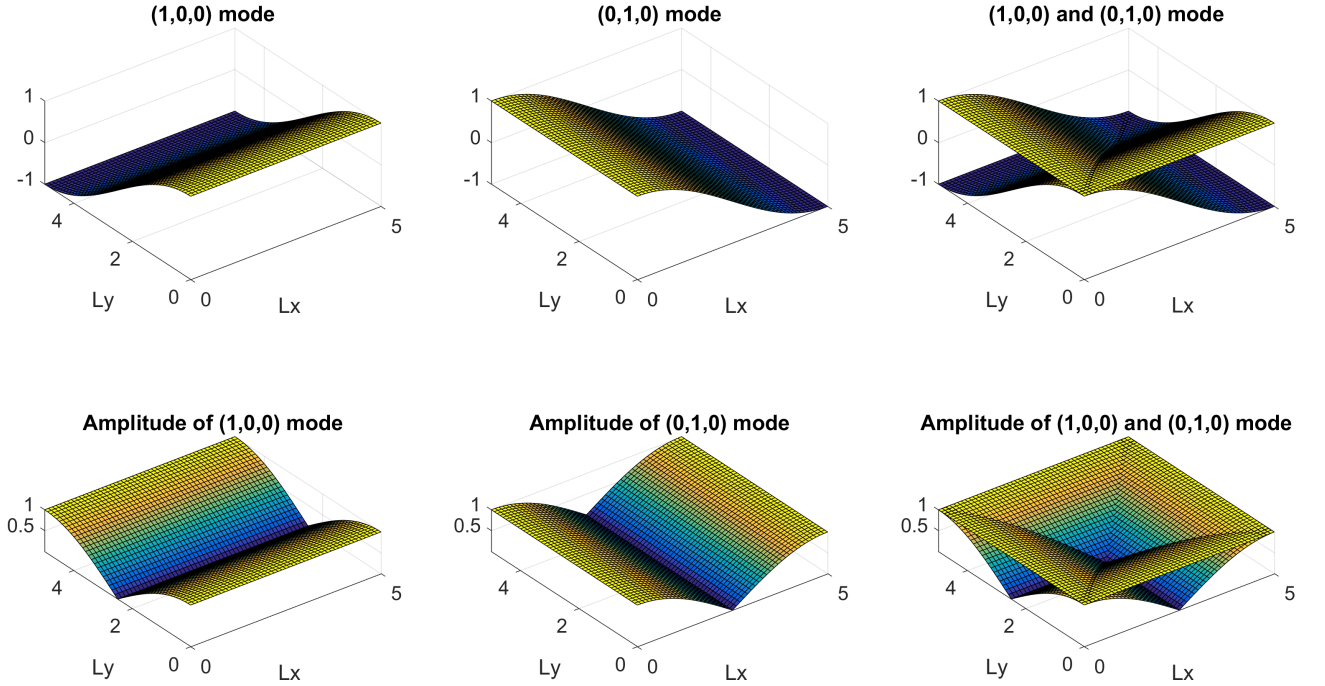 (1,0,0) mode
1
0
-1
4
2
0
0
5
Ly
Lx
(0,1,0) mode
1
0
-1
4
2
0
0
5
Ly
Lx
(1,0,0) and (0,1,0) mode
1
0
-1
4
2
0
0
5
Ly
Lx
Amplitude of (1,0,0) mode
1
0.5
4
2
0
0
5
Ly
Lx
Amplitude of (0,1,0) mode
1
0.5
4
2
0
0
5
Ly
Lx
Amplitude of (1,0,0) and (0,1,0) mode
1
0.5
4
2
0
0
5
Ly
Lx